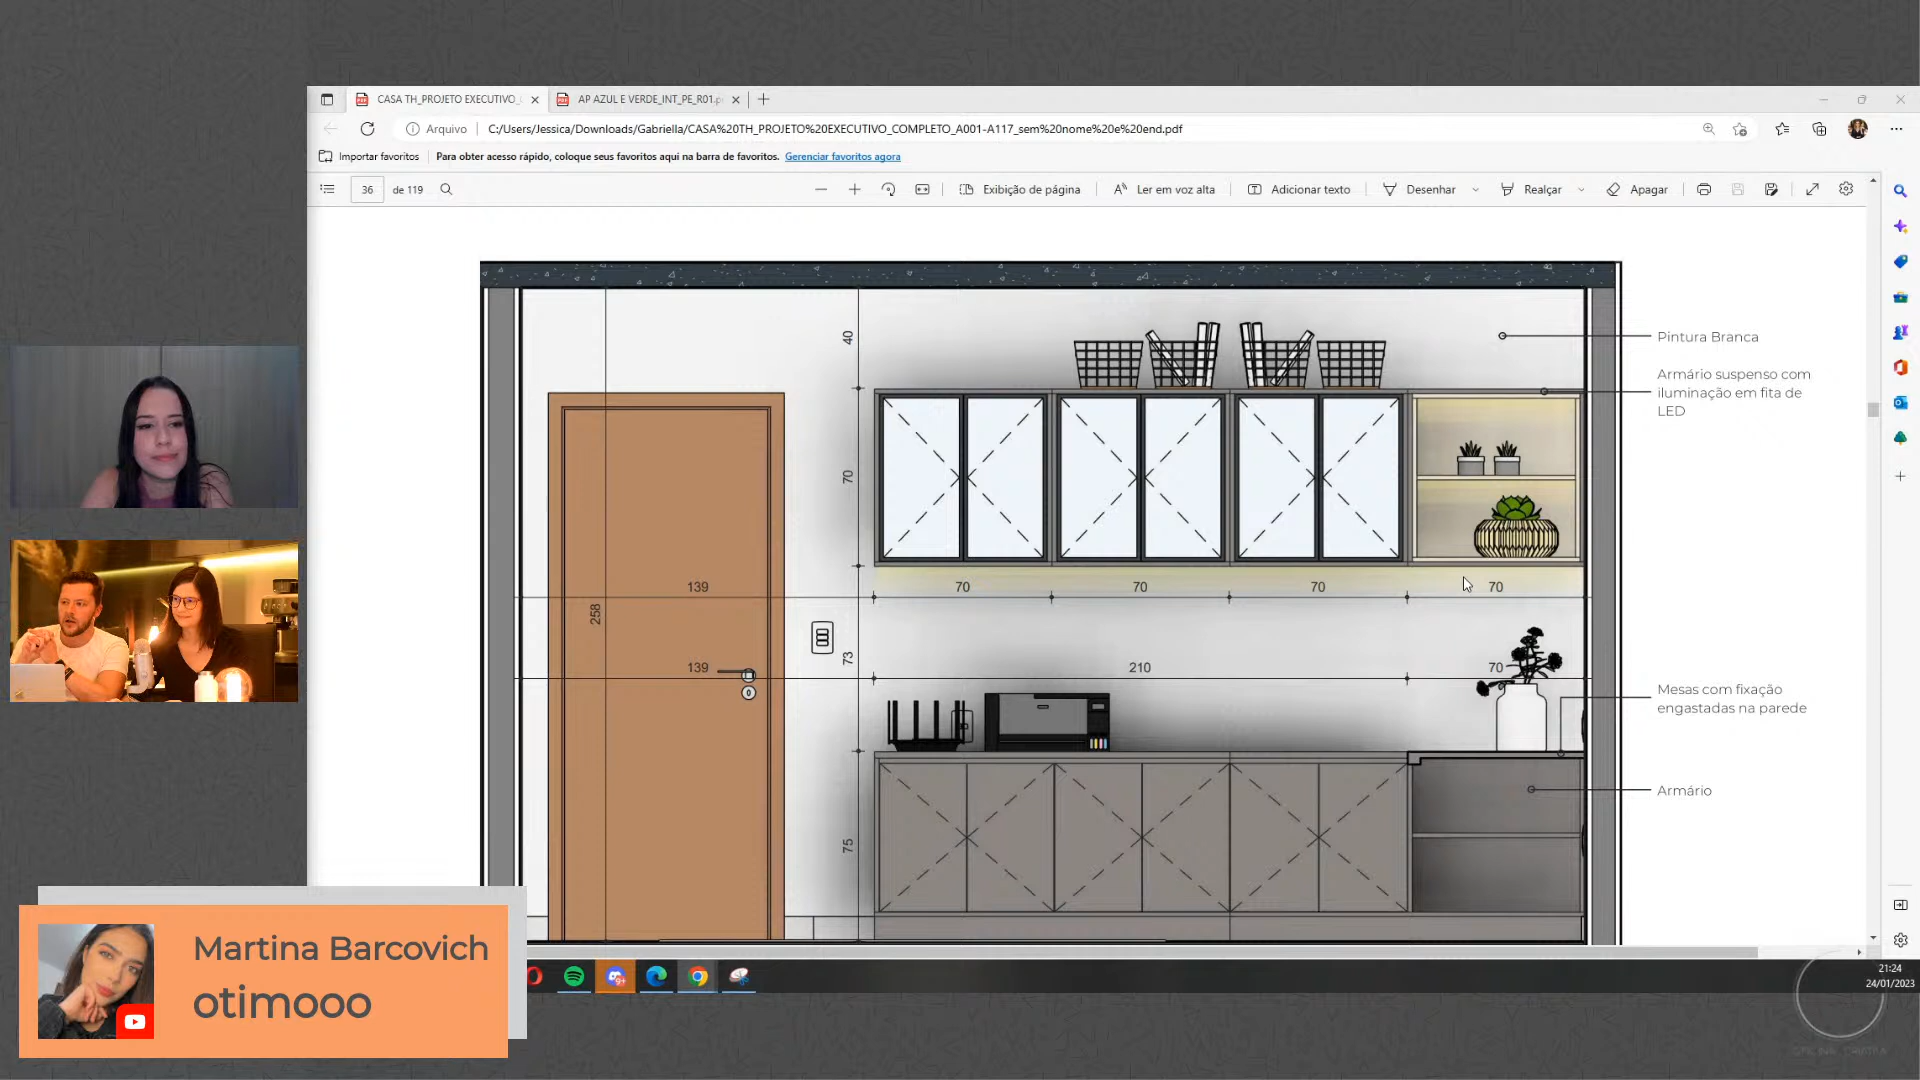 CASA TH_PROJETO EXECUTIVO_
AP AZUL E VERDE_INT_PE_R01.p
Arquivo
C:/Users/Jessica/Downloads/Gabriella/CASA%20TH_PROJETO%20EXECUTIVO_COMPLETO_A001-A117_sem%20nome%20e%20end.pdf
Importar favoritos
Para obter acesso rápido, coloque seus favoritos aqui na barra de favoritos. Gerenciar favoritos agora
36 de 119
Exibição de página
Ler em voz alta
Adicionar texto
Desenhar
Realçar
Apagar
40
Pintura Branca
Armário suspenso com
iluminação em fita de
LED
70
139
70
70
70
70
258
73
139
210
70
Mesas com fixação
engastadas na parede
Armário
75
Martina Barcovich
otimooo
9+
21:24
24/01/2023